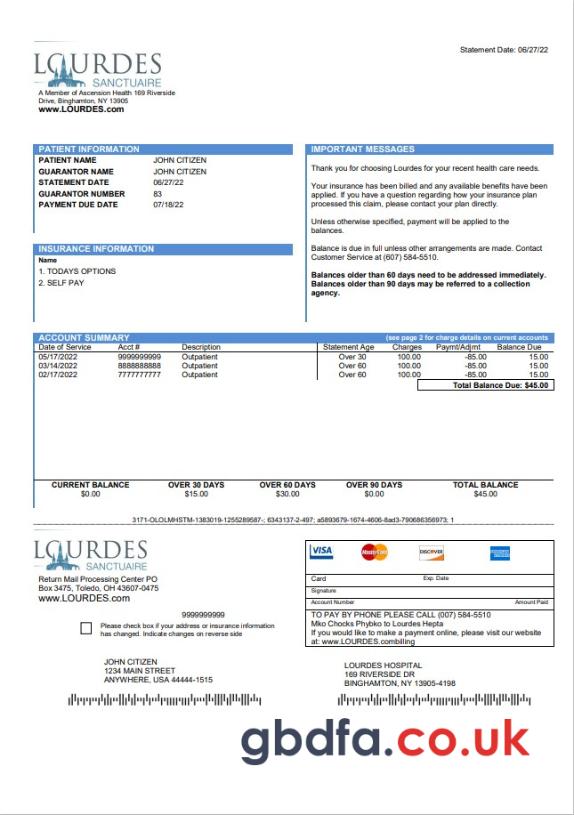 Statement Date: 06/27/22
LOURDES
SANCTUAIRE
A Member of Ascension Health 169 Riverside
Drive, Binghamton, NY 13905
www.LOURDES.com
PATIENT INFORMATION
PATIENT NAME JOHN CITIZEN
GUARANTOR NAME JOHN CITIZEN
STATEMENT DATE 06/27/22
GUARANTOR NUMBER 83
PAYMENT DUE DATE 07/18/22
INSURANCE INFORMATION
Name
1. TODAYS OPTIONS
2. SELF PAY
IMPORTANT MESSAGES
Thank you for choosing Lourdes for your recent health care needs.
Your insurance has been billed and any available benefits have been
applied. If you have a question regarding how your insurance plan
processed this claim, please contact your plan directly.
Unless otherwise specified, payment will be applied to the
balances.
Balance is due in full unless other arrangements are made. Contact
Customer Service at (607) 584-5510.
Balances older than 60 days need to be addressed immediately.
Balances older than 90 days may be referred to a collection
agency.
ACCOUNT SUMMARY (see page 2 for charge details on current accounts
Date of Service Acct # Description Statement Age Charges Paymt/Adjmt Balance Due
05/17/2022 9999999999 Outpatient Over 30 100.00 -85.00 15.00
03/14/2022 8888888888 Outpatient Over 60 100.00 -85.00 15.00
02/17/2022 7777777777 Outpatient Over 60 100.00 -85.00 15.00
Total Balance Due: $45.00
CURRENT BALANCE OVER 30 DAYS OVER 60 DAYS OVER 90 DAYS TOTAL BALANCE
$0.00 $15.00 $30.00 $0.00 $45.00
3171-OLOLMHSTM-1383019-1255289587-; 6343137-2-497; a5893679-1674-4606-8ad3-790686356973; 1
LOURDES
SANCTUAIRE
Return Mail Processing Center PO
Box 3475, Toledo, OH 43607-0475
www.LOURDES.com
9999999999
Please check box if your address or insurance information
has changed. Indicate changes on reverse side
VISA MasterCard DISCOVER AMERICAN EXPRESS
Card Exp. Date
Signature
Account Number Amount Paid
TO PAY BY PHONE PLEASE CALL (007) 584-5510
Mko Chocks Phybko to Lourdes Hepta
If you would like to make a payment online, please visit our website
at: www.LOURDES.combilling
JOHN CITIZEN
1234 MAIN STREET
ANYWHERE, USA 44444-1515
LOURDES HOSPITAL
169 RIVERSIDE DR
BINGHAMTON, NY 13905-4198
gbdfa.co.uk